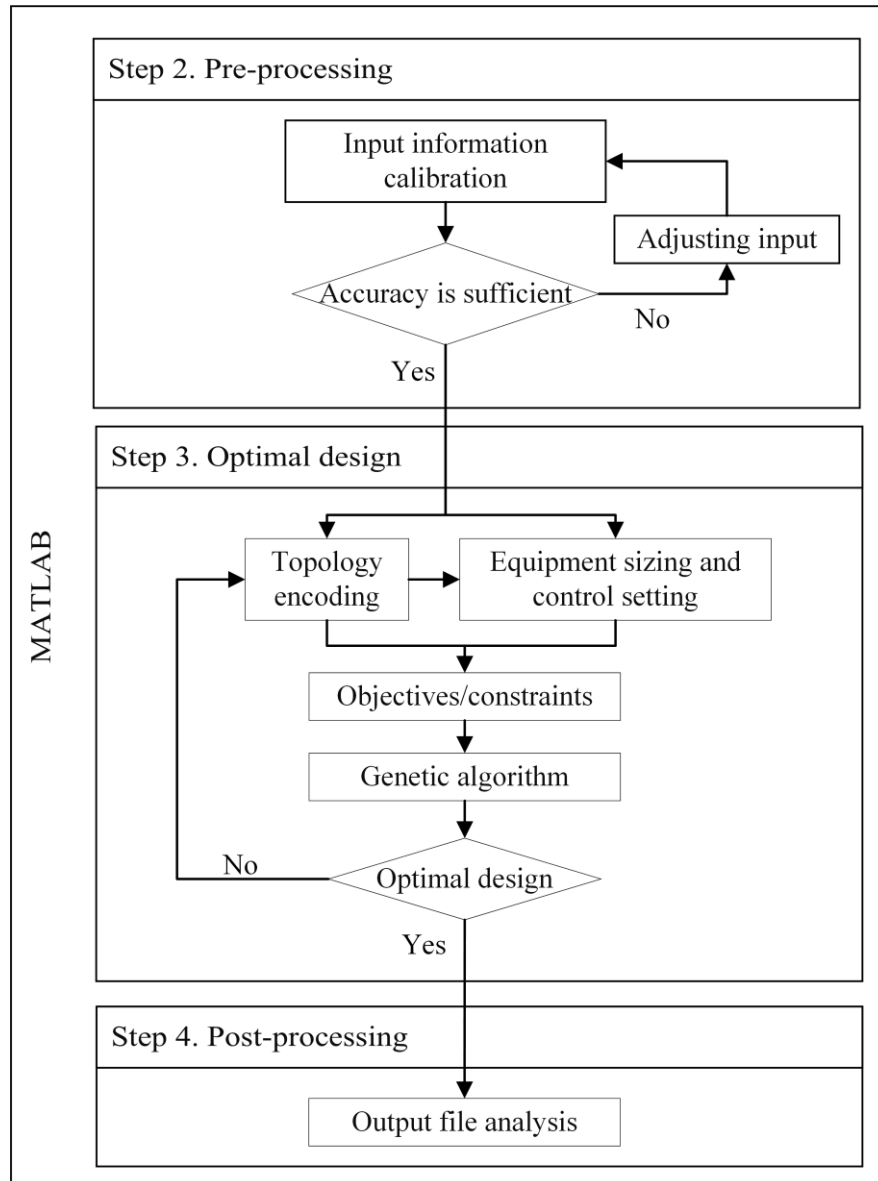 MATLAB
Step 2. Pre-processing
Input information
calibration
Adjusting input
Accuracy is sufficient
No
Yes
Step 3. Optimal design
Topology
encoding
Equipment sizing and
control setting
Objectives/constraints
Genetic algorithm
No
Optimal design
Yes
Step 4. Post-processing
Output file analysis